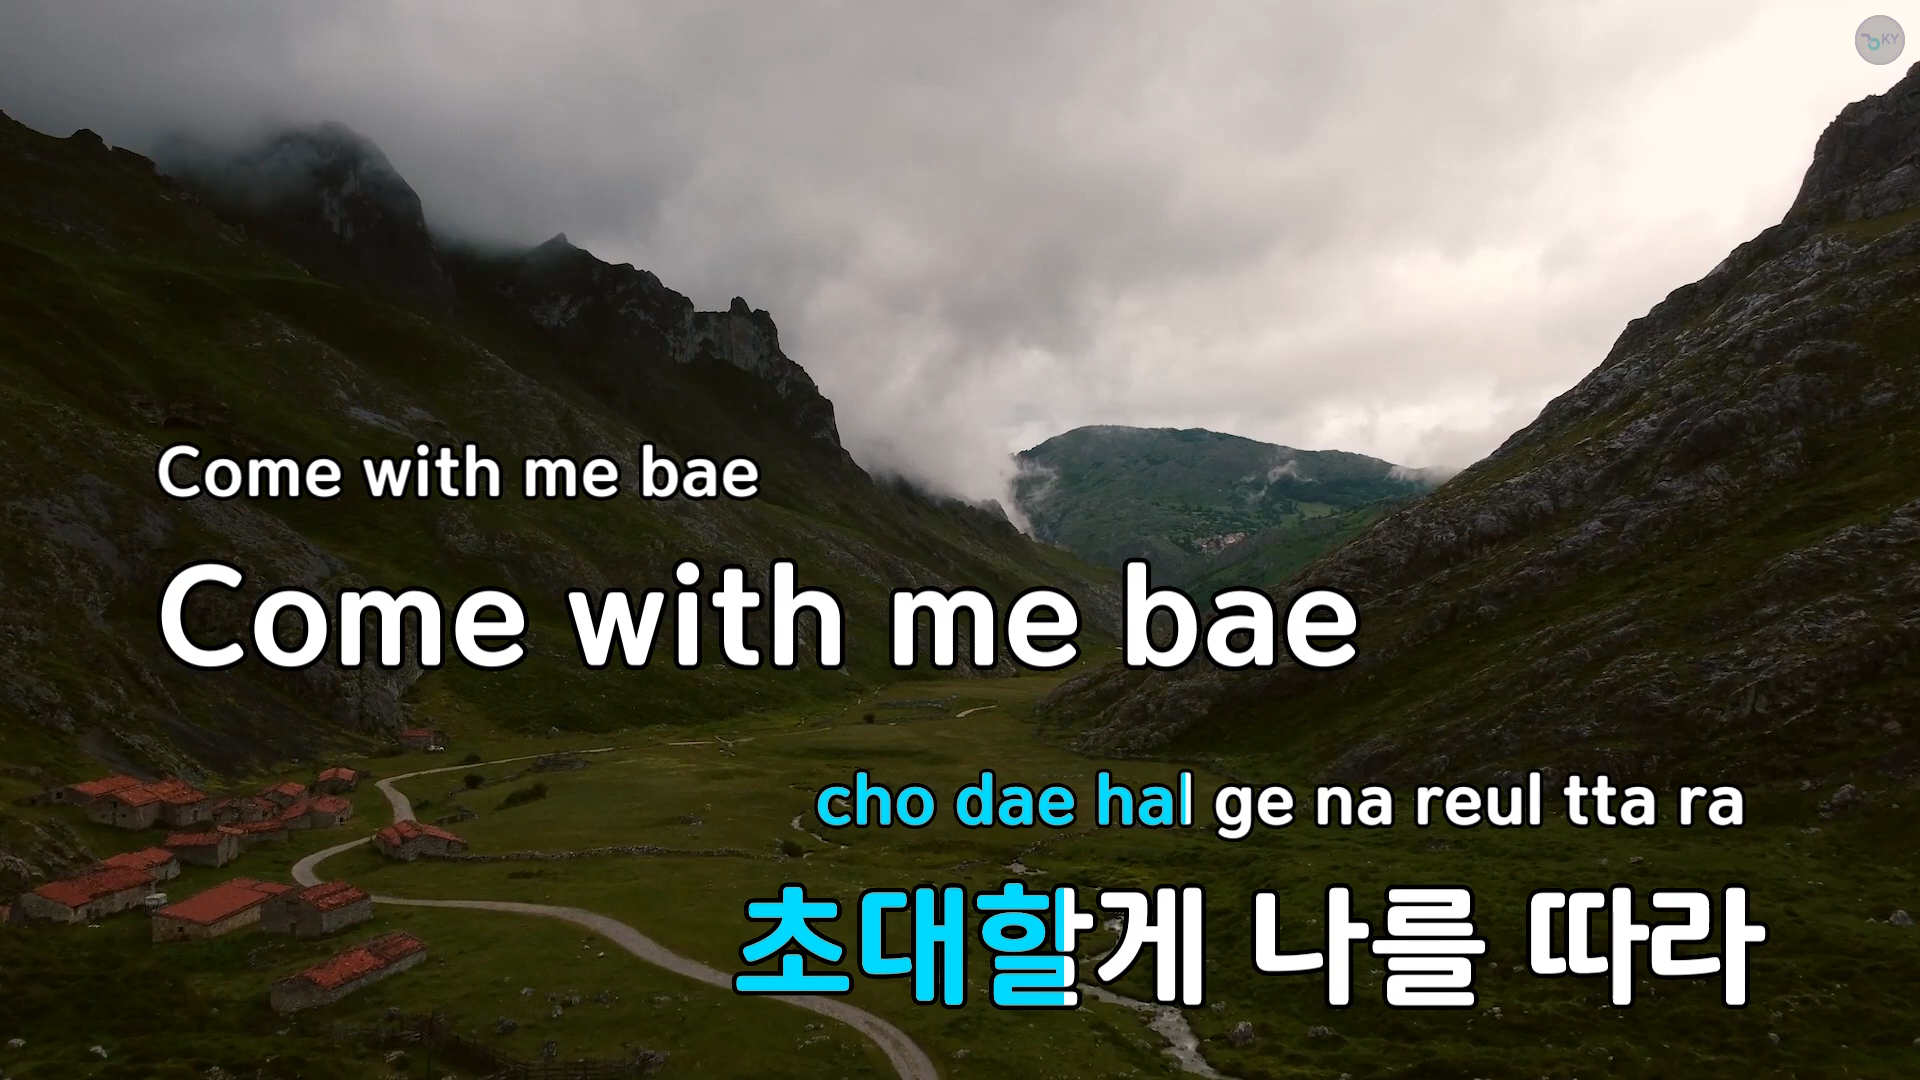 KY
Come with me bae
Come with me bae
cho dae hal ge na reul tta ra
초대할게 나를 따라